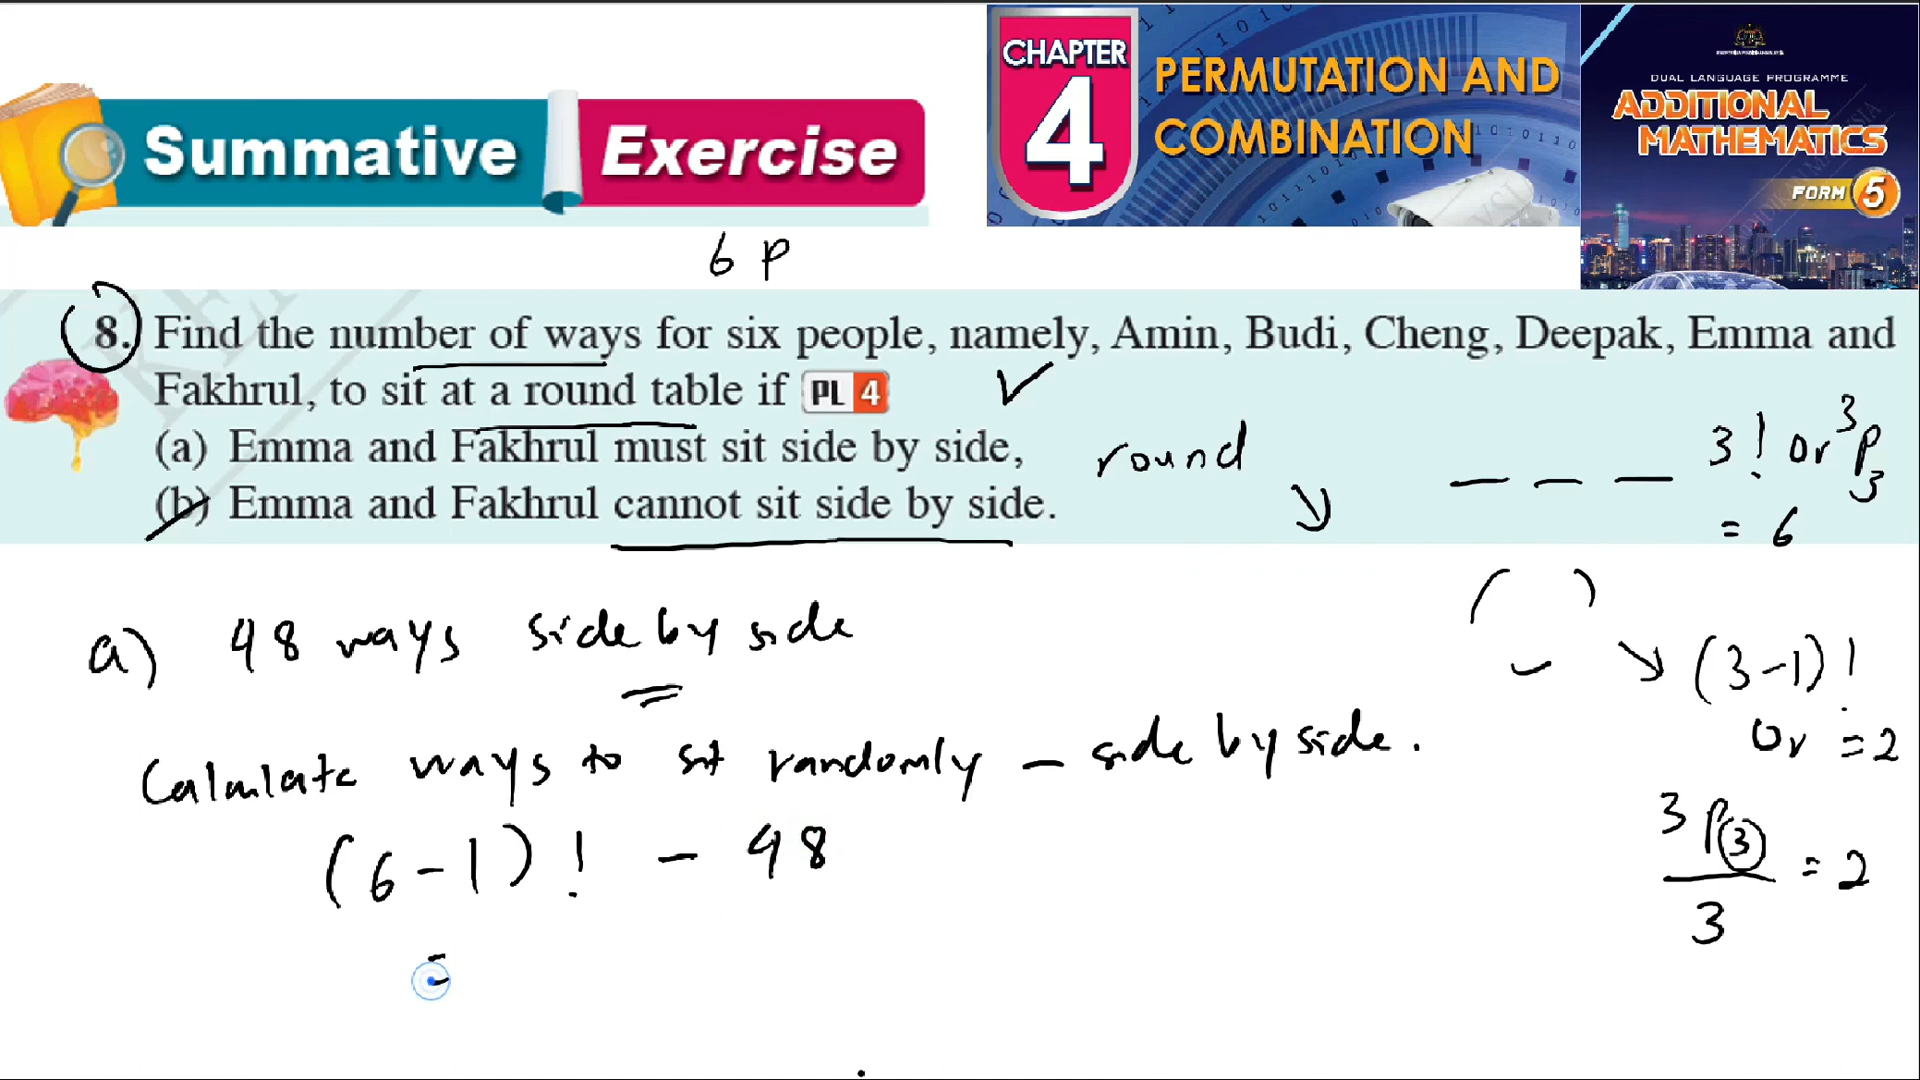 CHAPTER
4
PERMUTATION AND
COMBINATION
DUAL LANGUAGE PROGRAMME
ADDITIONAL
MATHEMATICS
FORM 5
Summative Exercise
6 P
8. Find the number of ways for six people, namely, Amin, Budi, Cheng, Deepak, Emma and
Fakhrul, to sit at a round table if PL 4
(a) Emma and Fakhrul must sit side by side,
(b) Emma and Fakhrul cannot sit side by side.
round
3! or ³P₃
= 6
a) 48 ways side by side
(3-1)!
or = 2
Calculate ways to sit randomly - side by side.
(6-1)! - 48
³P₃
= 2
3
=